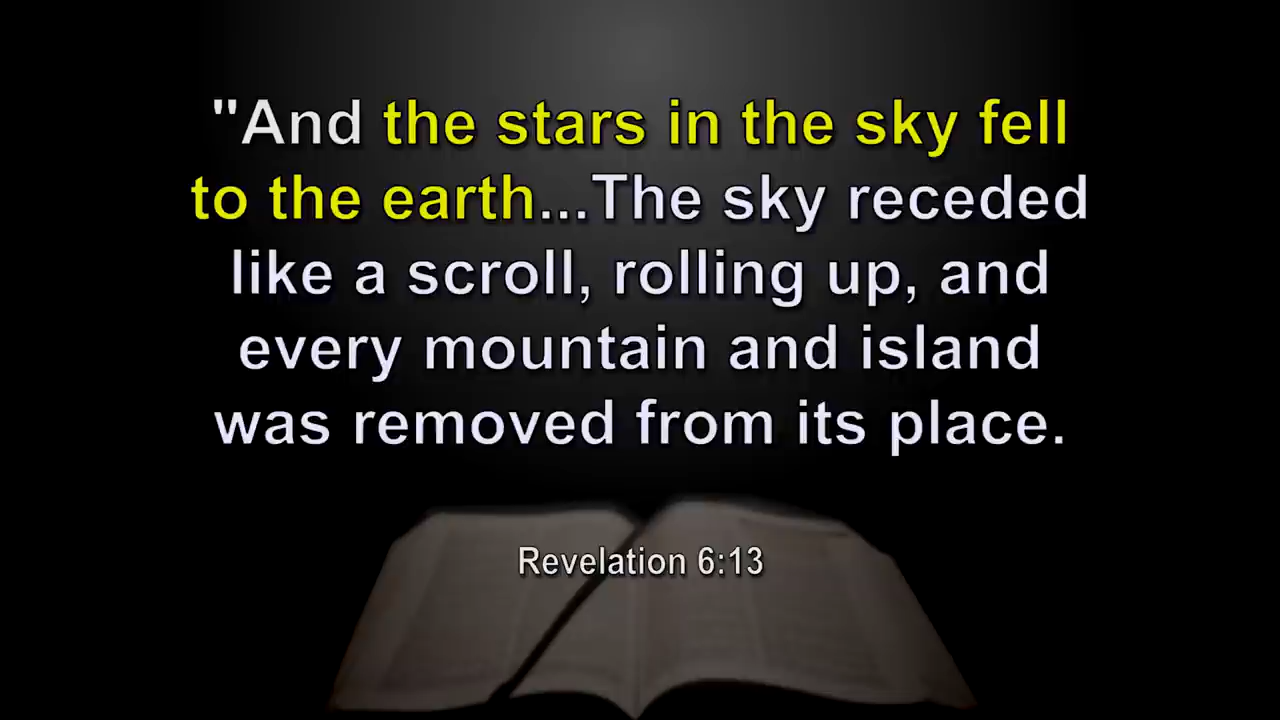 "And the stars in the sky fell
to the earth...The sky receded
like a scroll, rolling up, and
every mountain and island
was removed from its place.
Revelation 6:13